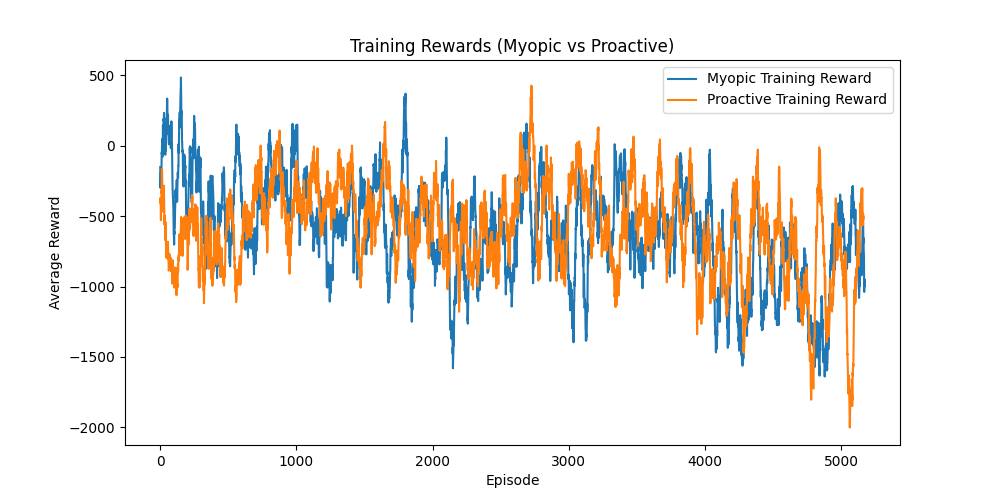 Training Rewards (Myopic vs Proactive)
Myopic Training Reward
Proactive Training Reward
Average Reward
500
0
−500
−1000
−1500
−2000
0 1000 2000 3000 4000 5000
Episode